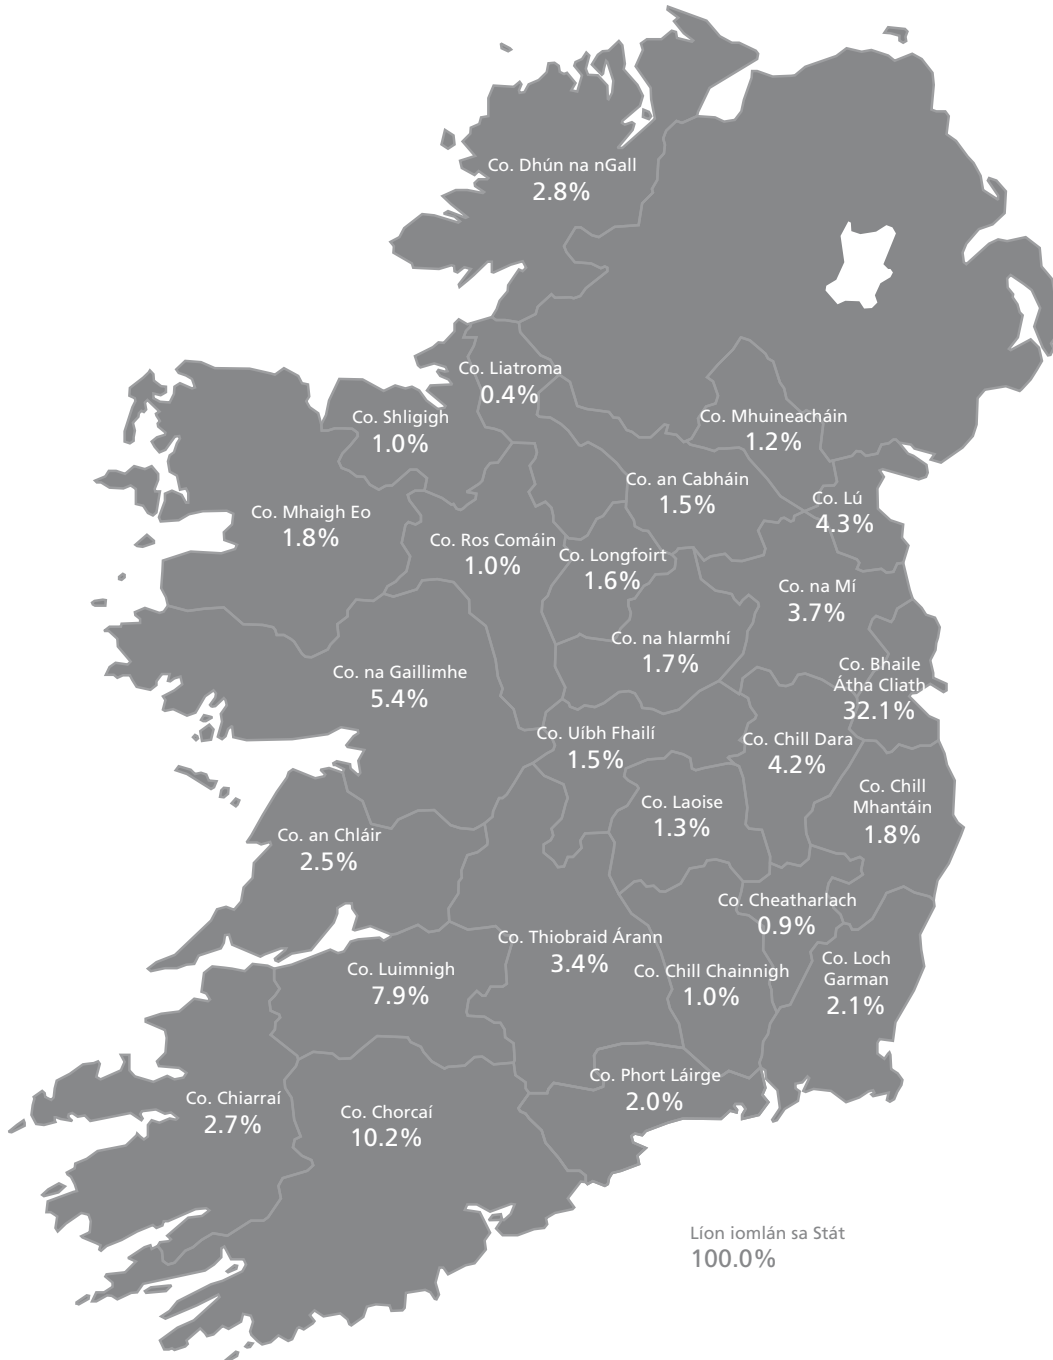 Co. Dhún na nGall
2.8%
Co. Liatroma
0.4%
Co. Shligigh
1.0%
Co. Mhuineacháin
1.2%
Co. an Cabháin
1.5%
Co. Lú
4.3%
Co. Mhaigh Eo
1.8%
Co. Ros Comáin
1.0%
Co. Longfoirt
1.6%
Co. na Mí
3.7%
Co. na hIarmhí
1.7%
Co. Bhaile
Átha Cliath
32.1%
Co. na Gaillimhe
5.4%
Co. Uíbh Fhailí
1.5%
Co. Chill Dara
4.2%
Co. Laoise
1.3%
Co. Chill
Mhantáin
1.8%
Co. an Chláir
2.5%
Co. Cheatharlach
0.9%
Co. Thiobraid Árann
3.4%
Co. Luimnigh
7.9%
Co. Chill Chainnigh
1.0%
Co. Loch
Garman
2.1%
Co. Phort Láirge
2.0%
Co. Chiarraí
2.7%
Co. Chorcaí
10.2%
Líon iomlán sa Stát
100.0%